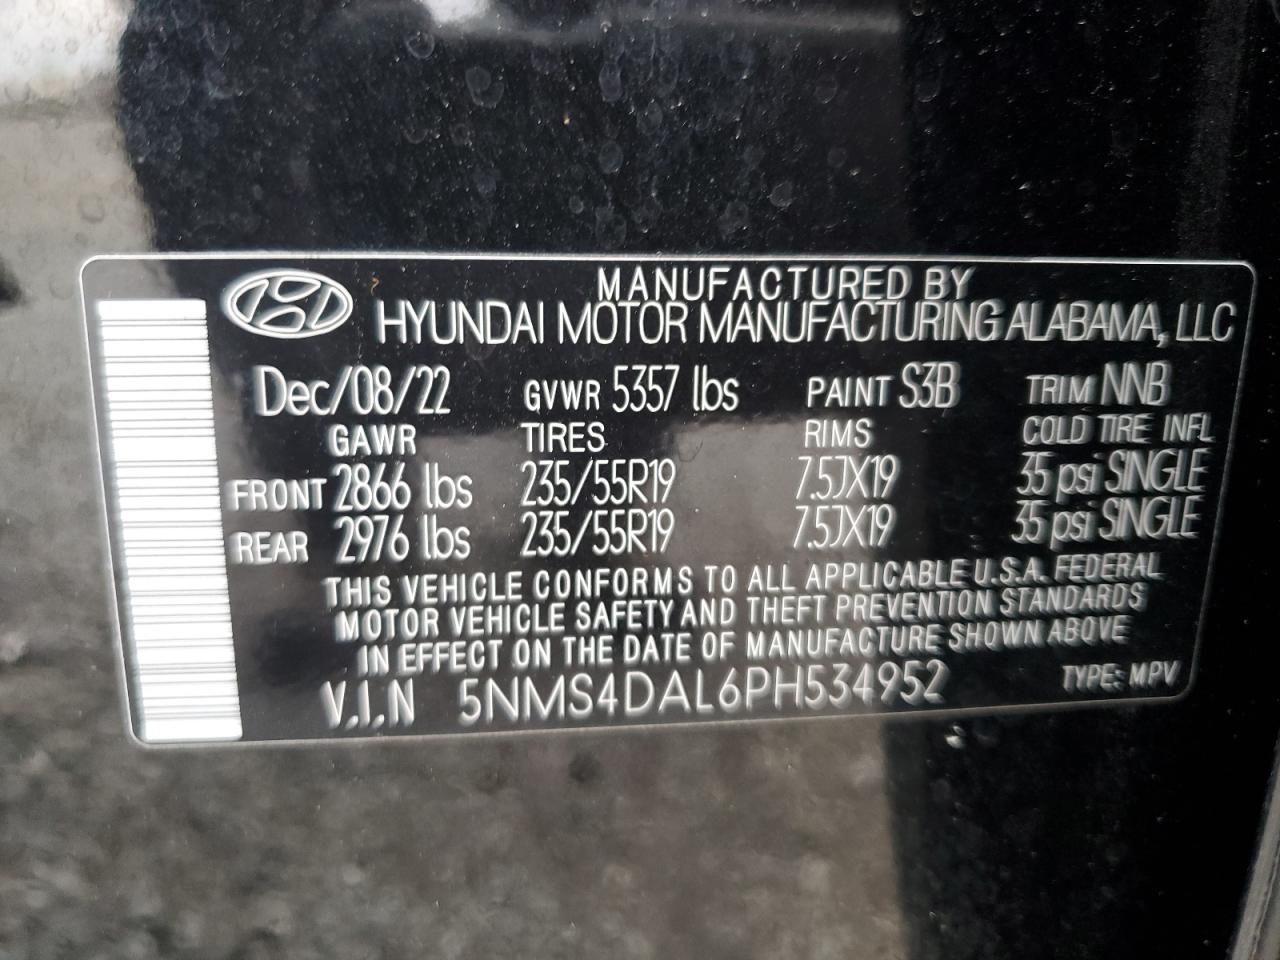 MANUFACTURED BY
HYUNDAI MOTOR MANUFACTURING ALABAMA, LLC
Dec/08/22 GVWR 5357 lbs PAINT S3B TRIM NNB
GAWR TIRES RIMS COLD TIRE INFL
FRONT 2866 lbs 235/55R19 7.5JX19 35 psi SINGLE
REAR 2976 lbs 235/55R19 7.5JX19 35 psi SINGLE
THIS VEHICLE CONFORMS TO ALL APPLICABLE U.S.A. FEDERAL
MOTOR VEHICLE SAFETY AND THEFT PREVENTION STANDARDS
IN EFFECT ON THE DATE OF MANUFACTURE SHOWN ABOVE
V.I.N 5NMS4DAL6PH534952 TYPE: MPV